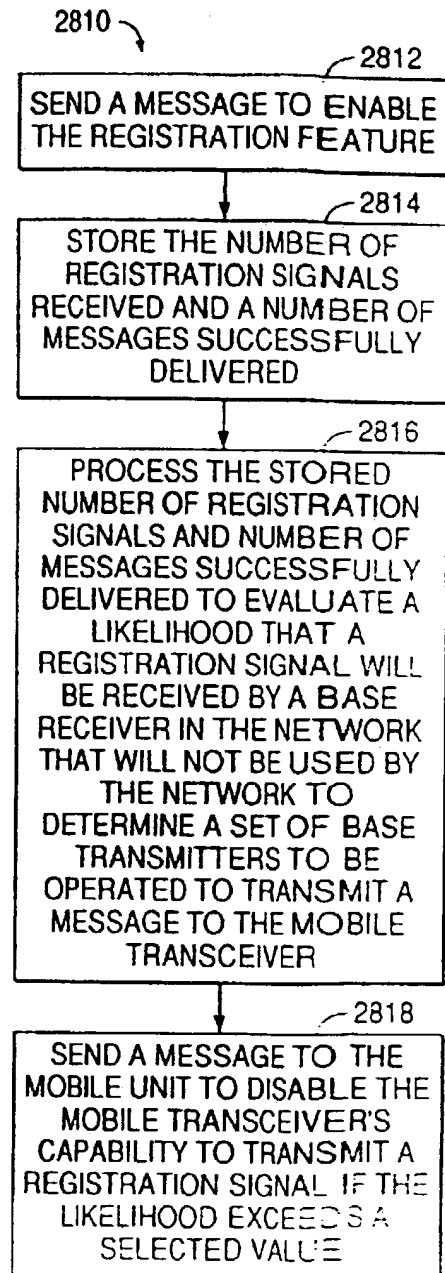 2810
2812
SEND A MESSAGE TO ENABLE
THE REGISTRATION FEATURE
2814
STORE THE NUMBER OF
REGISTRATION SIGNALS
RECEIVED AND A NUMBER OF
MESSAGES SUCCESSFULLY
DELIVERED
2816
PROCESS THE STORED
NUMBER OF REGISTRATION
SIGNALS AND NUMBER OF
MESSAGES SUCCESSFULLY
DELIVERED TO EVALUATE A
LIKELIHOOD THAT A
REGISTRATION SIGNAL WILL
BE RECEIVED BY A BASE
RECEIVER IN THE NETWORK
THAT WILL NOT BE USED BY
THE NETWORK TO
DETERMINE A SET OF BASE
TRANSMITTERS TO BE
OPERATED TO TRANSMIT A
MESSAGE TO THE MOBILE
TRANSCEIVER
2818
SEND A MESSAGE TO THE
MOBILE UNIT TO DISABLE THE
MOBILE TRANSCEIVER'S
CAPABILITY TO TRANSMIT A
REGISTRATION SIGNAL IF THE
LIKELIHOOD EXCEEDS A
SELECTED VALUE